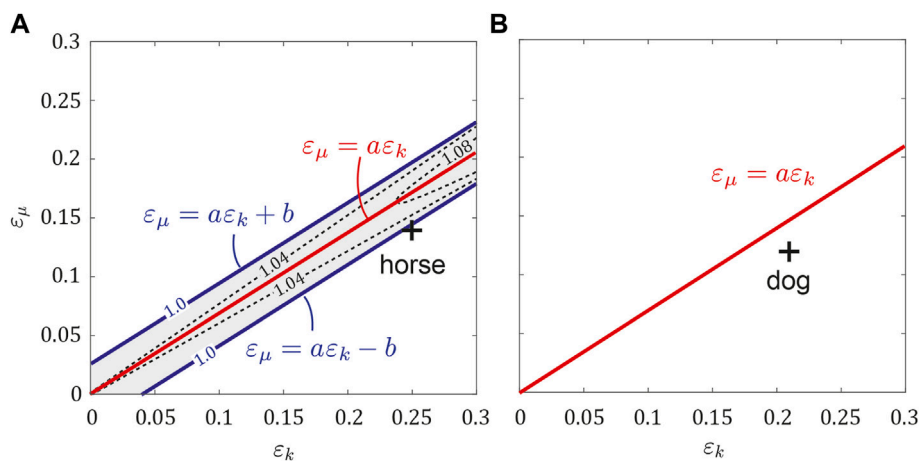 A
B
0.3
0.25
0.2
0.15
0.1
0.05
0
ε_μ
ε_μ = aε_k
1.08
ε_μ = aε_k + b
1.04
horse
1.04
1.0
1.0
ε_μ = aε_k − b
0 0.05 0.1 0.15 0.2 0.25 0.3
ε_k
ε_μ = aε_k
dog
0 0.05 0.1 0.15 0.2 0.25 0.3
ε_k